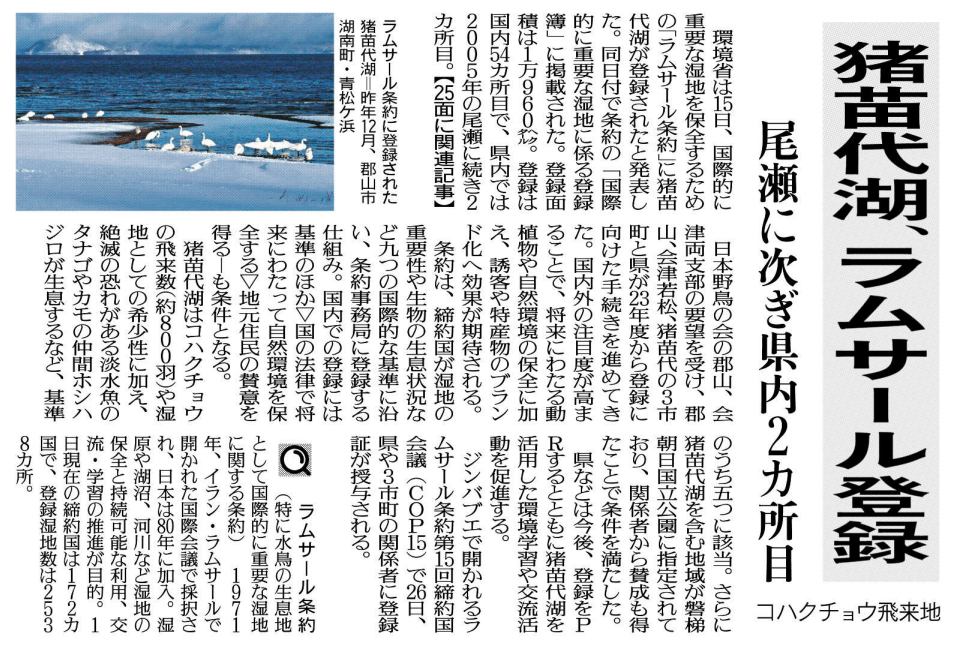 猪苗代湖、ラムサール登録
尾瀬に次ぎ県内2カ所目
コハクチョウ飛来地
環境省は15日、国際的に
重要な湿地を保全するため
の「ラムサール条約」に猪苗
代湖が登録されたと発表し
た。同日付で条約の「国際
的に重要な湿地に係る登録
簿」に掲載された。登録面
積は1万960㌶。登録は
国内54カ所目で、県内では
2005年の尾瀬に続き2
カ所目。【25面に関連記事】
ラムサール条約に登録された
猪苗代湖=昨年12月、郡山市
湖南町・青松ケ浜
日本野鳥の会の郡山、会
津両支部の要望を受け、郡
山、会津若松、猪苗代の3市
町と県が23年度から登録に
向けた手続きを進めてき
た。国内外の注目度が高ま
ることで、将来にわたる動
植物や自然環境の保全に加
え、誘客や特産物のブラン
ド化へ効果が期待される。
条約は、締約国が湿地の
重要性や生物の生息状況な
ど九つの国際的な基準に沿
い、条約事務局に登録する
仕組み。国内での登録には
基準のほか▽国の法律で将
来にわたって自然環境を保
全する▽地元住民の賛意を
得る―も条件となる。
猪苗代湖はコハクチョウ
の飛来数(約800羽)や湿
地としての希少性に加え、
絶滅の恐れがある淡水魚の
タナゴやカモの仲間ホシハ
ジロが生息するなど、基準
のうち五つに該当。さらに
猪苗代湖を含む地域が磐梯
朝日国立公園に指定されて
おり、関係者から賛成も得
たことで条件を満たした。
県などは今後、登録をP
Rするとともに猪苗代湖を
活用した環境学習や交流活
動を促進する。
ジンバブエで開かれるラ
ムサール条約第15回締約国
会議(COP15)で26日、
県や3市町の関係者に登録
証が授与される。
ラムサール条約
(特に水鳥の生息地
として国際的に重要な湿地
に関する条約) 1971
年、イラン・ラムサールで
開かれた国際会議で採択さ
れ、日本は80年に加入。湿
原や湖沼、河川など湿地の
保全と持続可能な利用、交
流・学習の推進が目的。1
日現在の締約国は172カ
国で、登録湿地数は253
8カ所。